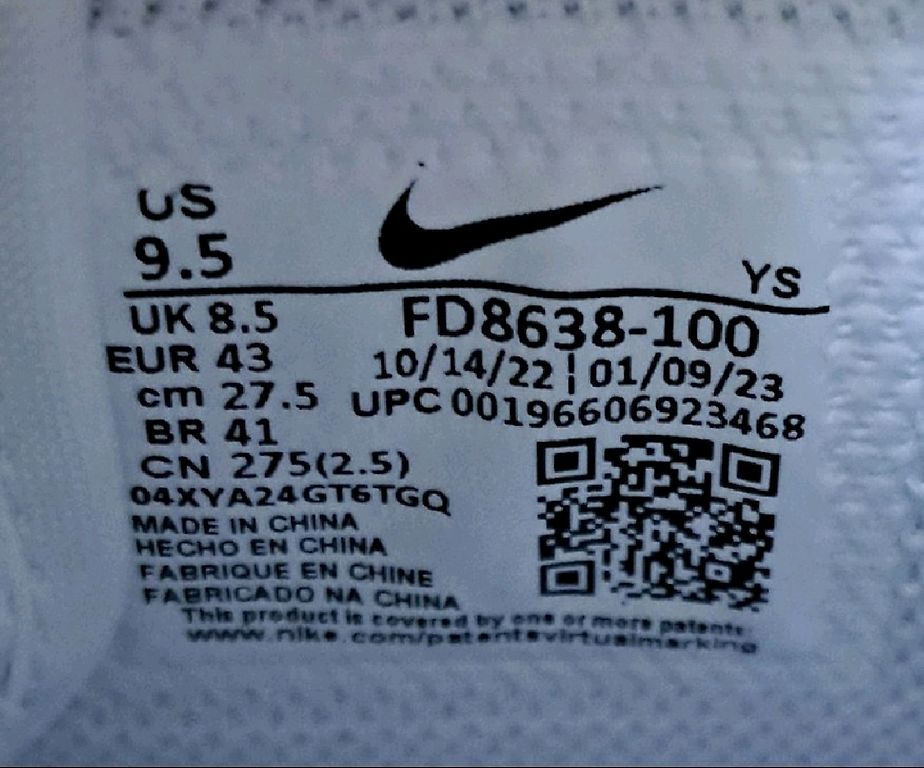 US
9.5
YS
UK 8.5
FD8638-100
EUR 43
10/14/22 ¦ 01/09/23
cm 27.5
UPC 00196606923468
BR 41
CN 275(2.5)
04XYA24GT6TGQ
MADE IN CHINA
HECHO EN CHINA
FABRIQUE EN CHINE
FABRICADO NA CHINA
This product is covered by one or more patents.
www.nike.com/patentsvirtualmarking